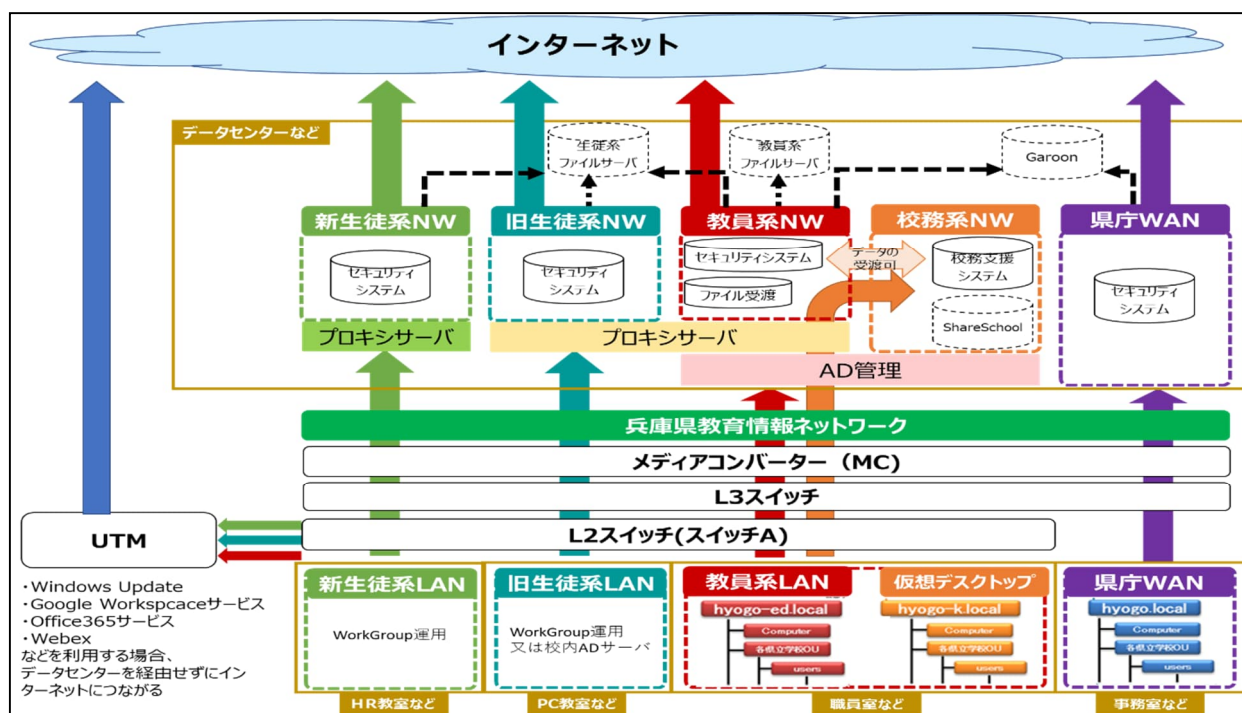 インターネット
データセンターなど
生徒系
ファイルサーバ
教員系
ファイルサーバ
Garoon
新生徒系NW
旧生徒系NW
教員系NW
校務系NW
県庁WAN
セキュリティ
システム
セキュリティ
システム
セキュリティシステム
ファイル受渡
データの
受渡可
校務支援
システム
ShareSchool
セキュリティ
システム
プロキシサーバ
プロキシサーバ
AD管理
兵庫県教育情報ネットワーク
メディアコンバーター（MC)
L3スイッチ
L2スイッチ(スイッチA)
UTM
・Windows Update
・Google Workspcaceサービス
・Office365サービス
・Webex
などを利用する場合、
データセンターを経由せずにイン
ターネットにつながる
新生徒系LAN
WorkGroup運用
HR教室など
旧生徒系LAN
WorkGroup運用
又は校内ADサーバ
PC教室など
教員系LAN
hyogo-ed.local
Computer
各県立学校OU
users
仮想デスクトップ
hyogo-k.local
Computer
各県立学校OU
users
職員室など
県庁WAN
hyogo.local
Computer
各県立学校OU
users
事務室など